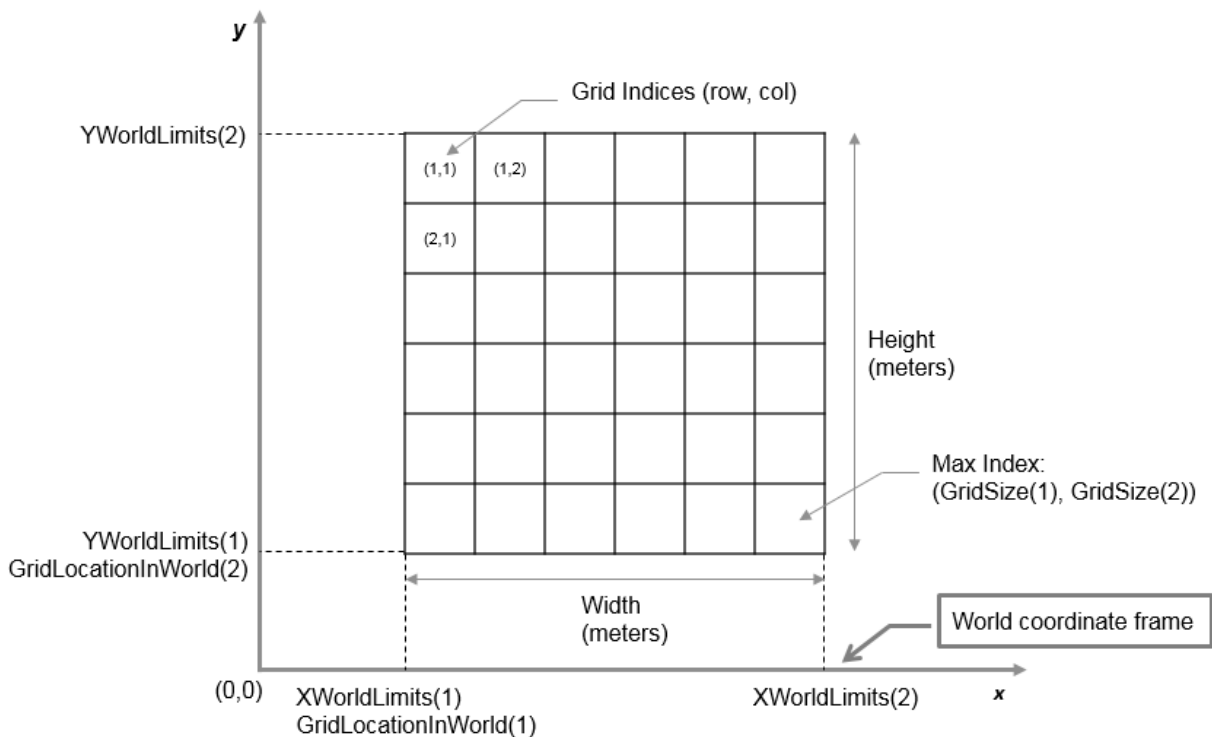 y
Grid Indices (row, col)
YWorldLimits(2)
(1,1)
(1,2)
(2,1)
Height
(meters)
Max Index:
(GridSize(1), GridSize(2))
YWorldLimits(1)
GridLocationInWorld(2)
Width
(meters)
World coordinate frame
(0,0)
XWorldLimits(1)
GridLocationInWorld(1)
XWorldLimits(2)
x